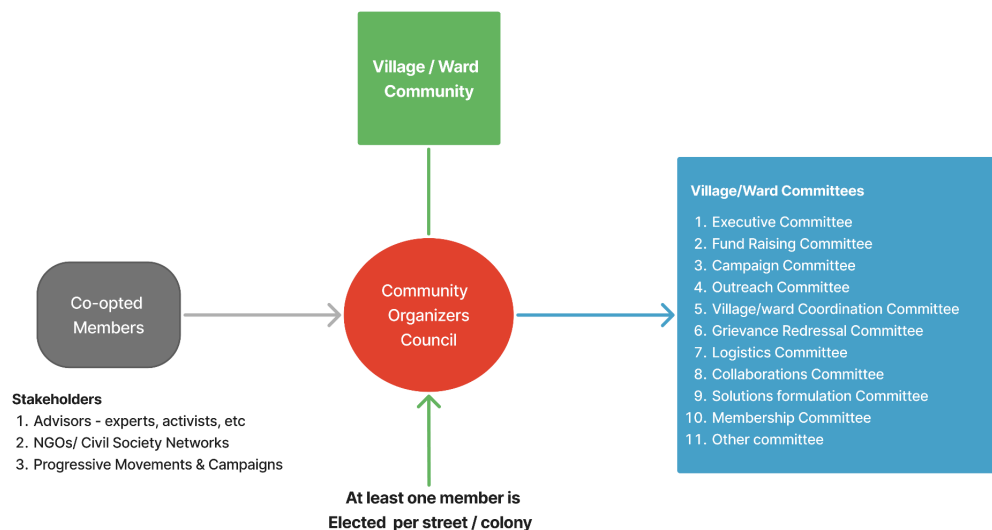 Village / Ward
Community
Co-opted
Members
Stakeholders
1. Advisors - experts, activists, etc
2. NGOs/ Civil Society Networks
3. Progressive Movements & Campaigns
Community
Organizers
Council
At least one member is
Elected per street / colony
Village/Ward Committees
1. Executive Committee
2. Fund Raising Committee
3. Campaign Committee
4. Outreach Committee
5. Village/ward Coordination Committee
6. Grievance Redressal Committee
7. Logistics Committee
8. Collaborations Committee
9. Solutions formulation Committee
10. Membership Committee
11. Other committee